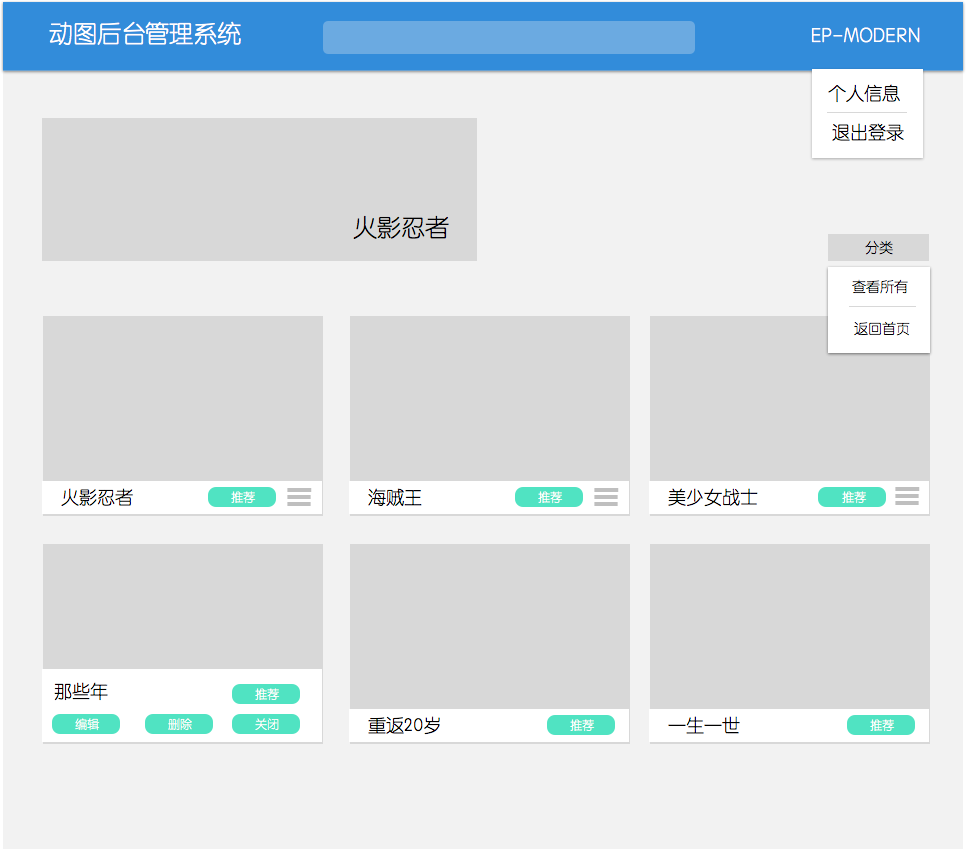 动图后台管理系统
EP-MODERN
个人信息
退出登录
火影忍者
分类
查看所有
返回首页
火影忍者
推荐
海贼王
推荐
美少女战士
推荐
那些年
推荐
编辑
删除
关闭
重返20岁
推荐
一生一世
推荐